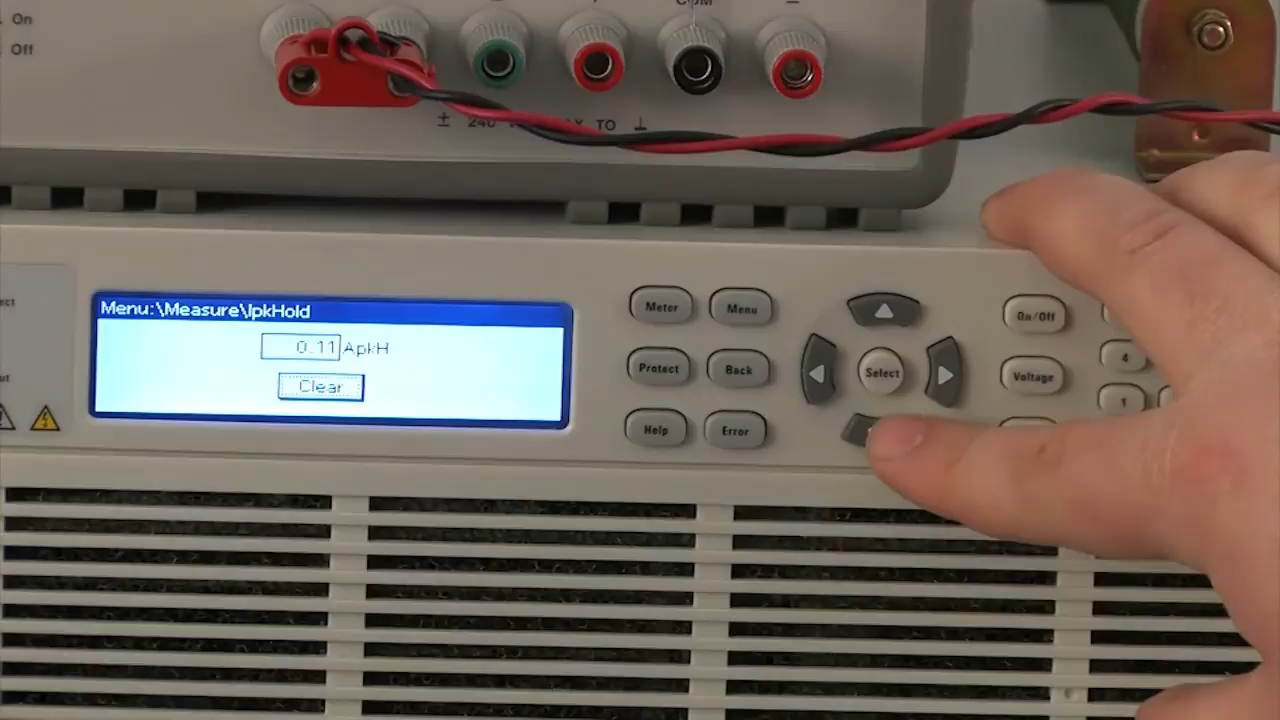 On
Off
COM
± 240 TO ⊥
Menu:\Measure\IpkHold
0.11 ApkH
Clear
Meter
Menu
Protect
Back
Help
Error
Select
On/Off
Voltage
4
1